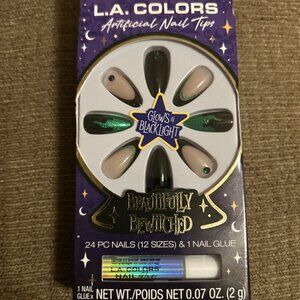 L.A. COLORS
Artificial Nail Tips
GLOWS in
BLACKLIGHT
BEAUTIFULLY
BEWITCHED
24 PC NAILS (12 SIZES) & 1 NAIL GLUE
L.A. COLORS
NAIL
1 NAIL
GLUE
NET WT./POIDS NET 0.07 OZ. (2 g)